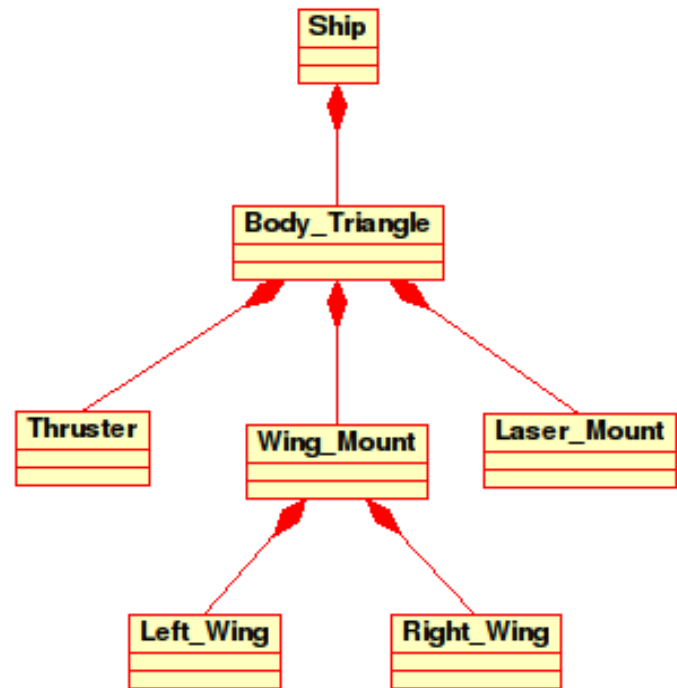 Ship
Body_Triangle
Thruster
Wing_Mount
Laser_Mount
Left_Wing
Right_Wing